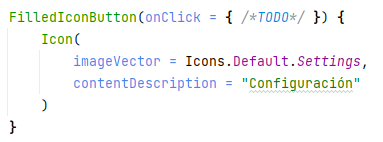 FilledIconButton(onClick = { /*TODO*/ }) {
    Icon(
        imageVector = Icons.Default.Settings,
        contentDescription = "Configuración"
    )
}